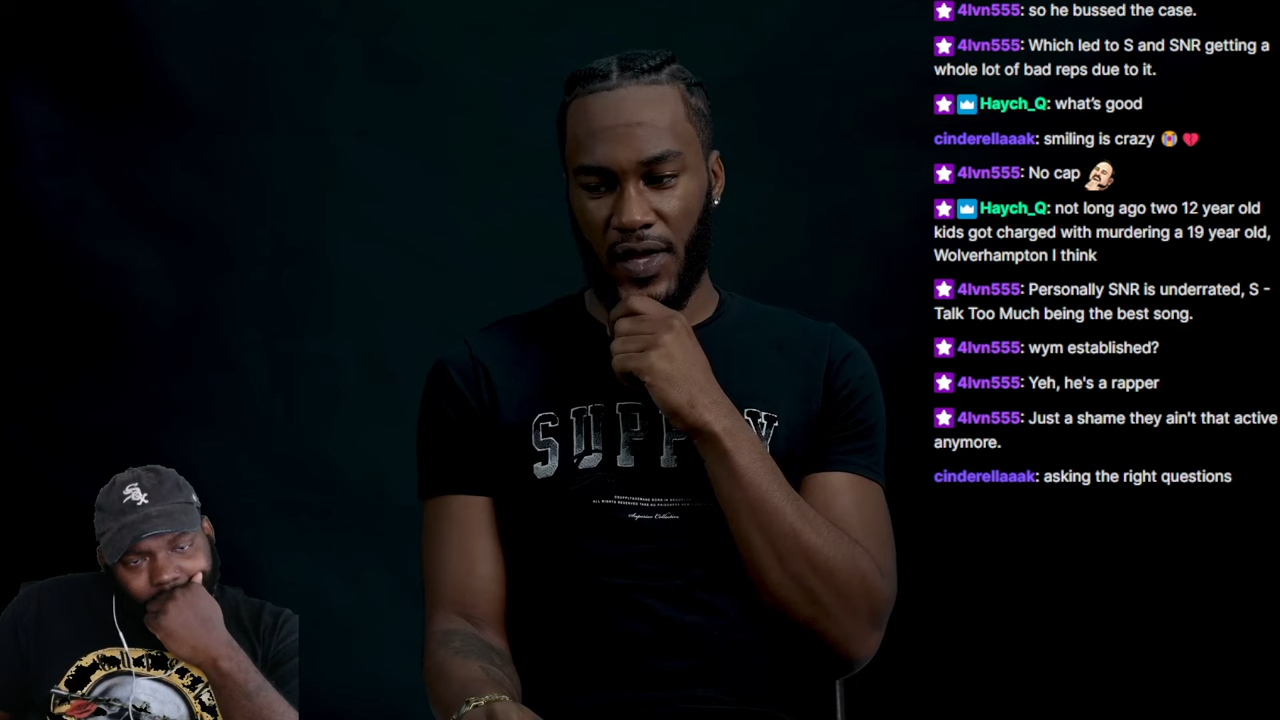 4lvn555: so he bussed the case.
4lvn555: Which led to S and SNR getting a
whole lot of bad reps due to it.
Haych_Q: what's good
cinderellaaak: smiling is crazy 😭 💔
4lvn555: No cap
Haych_Q: not long ago two 12 year old
kids got charged with murdering a 19 year old,
Wolverhampton I think
4lvn555: Personally SNR is underrated, S -
Talk Too Much being the best song.
4lvn555: wym established?
4lvn555: Yeh, he's a rapper
4lvn555: Just a shame they ain't that active
anymore.
cinderellaaak: asking the right questions
SUPP Y
Superior Collective
Sox